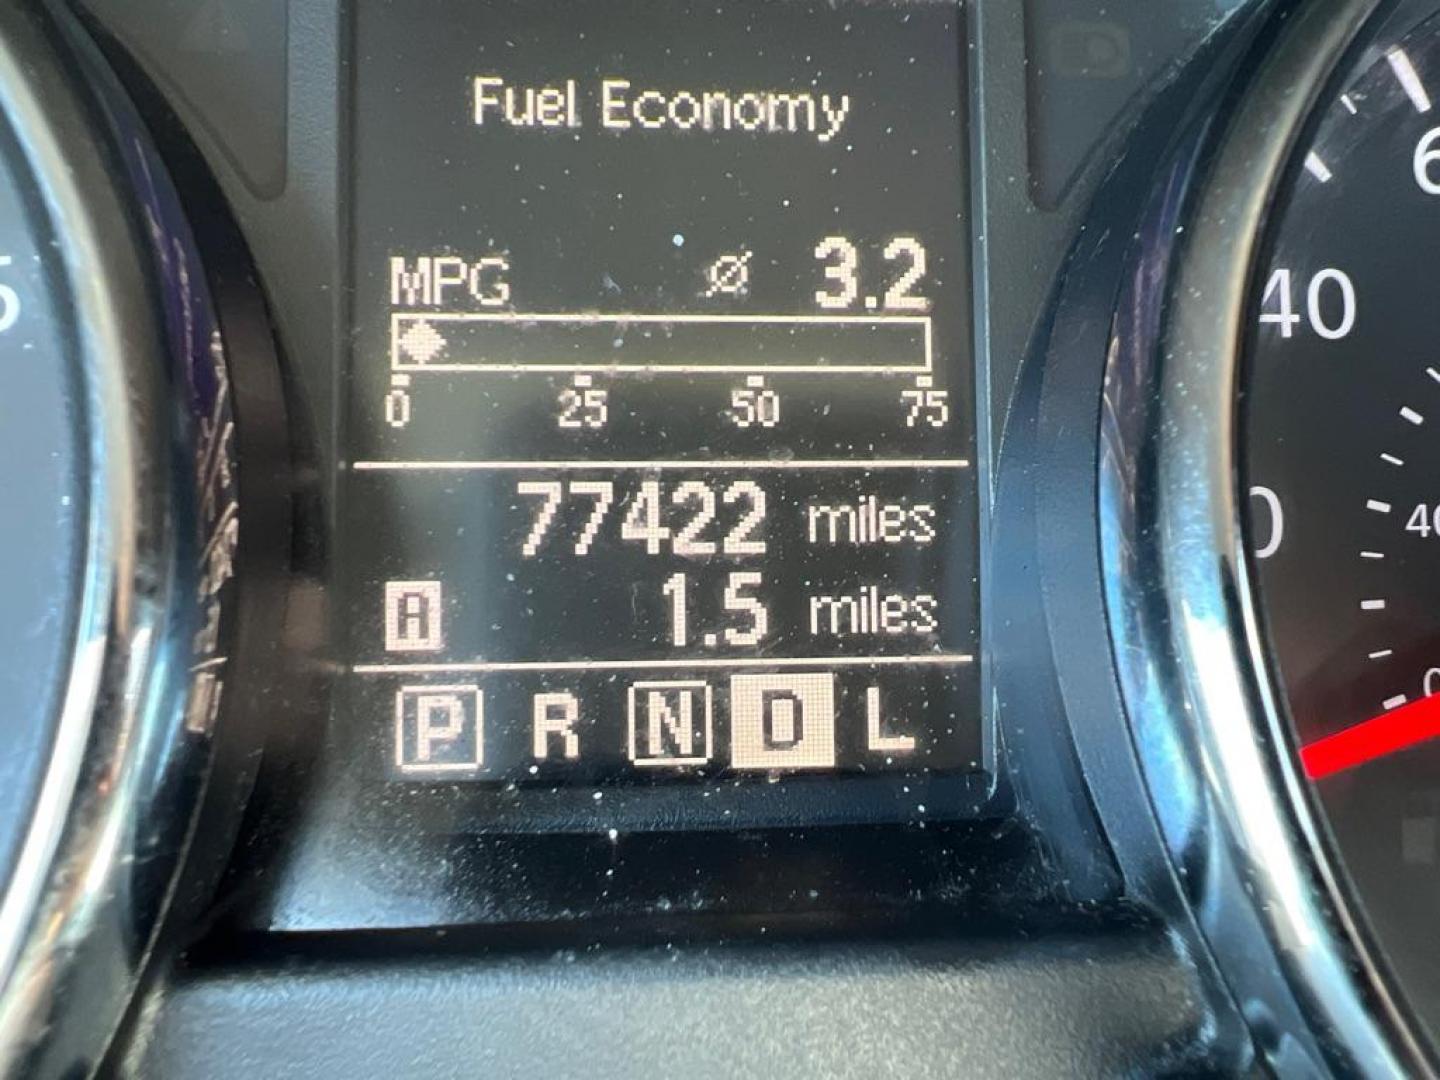 Fuel Economy
MPG Ø 3.2
0 25 50 75
77422 miles
A 1.5 miles
P R N D L
40